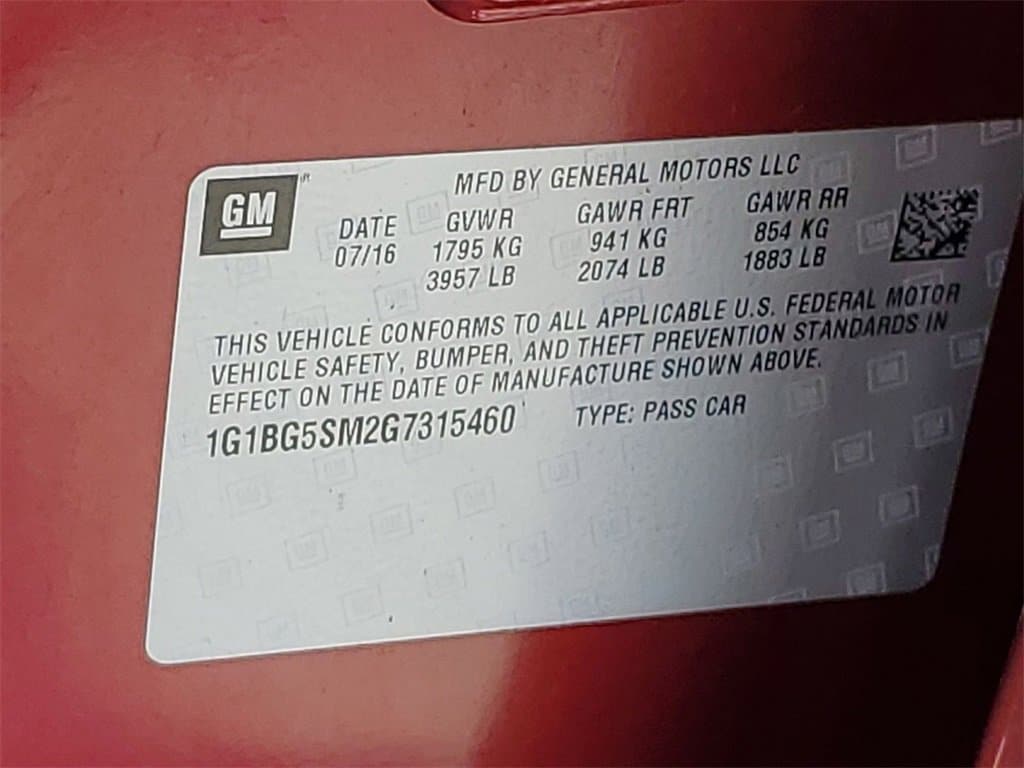 GM
MFD BY GENERAL MOTORS LLC
DATE GVWR GAWR FRT GAWR RR
07/16 1795 KG 941 KG 854 KG
3957 LB 2074 LB 1883 LB
THIS VEHICLE CONFORMS TO ALL APPLICABLE U.S. FEDERAL MOTOR
VEHICLE SAFETY, BUMPER, AND THEFT PREVENTION STANDARDS IN
EFFECT ON THE DATE OF MANUFACTURE SHOWN ABOVE.
1G1BG5SM2G7315460 TYPE: PASS CAR